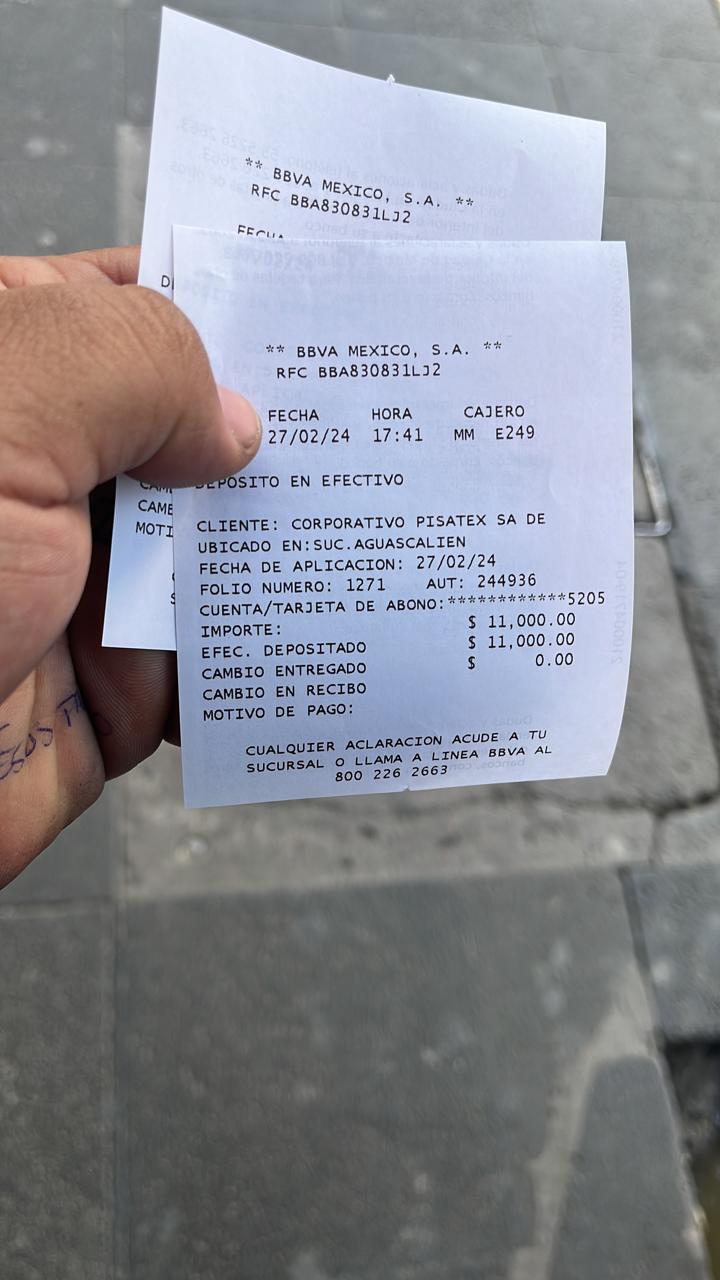 ** BBVA MEXICO, S.A. **
RFC BBA830831LJ2
FECHA
CAMB
MOTI
** BBVA MEXICO, S.A. **
RFC BBA830831LJ2
FECHA HORA CAJERO
27/02/24 17:41 MM E249
DEPOSITO EN EFECTIVO
CLIENTE: CORPORATIVO PISATEX SA DE
UBICADO EN:SUC.AGUASCALIEN
FECHA DE APLICACION: 27/02/24
FOLIO NUMERO: 1271 AUT: 244936
CUENTA/TARJETA DE ABONO:************5205
IMPORTE: $ 11,000.00
EFEC. DEPOSITADO $ 11,000.00
CAMBIO ENTREGADO $ 0.00
CAMBIO EN RECIBO
MOTIVO DE PAGO:
CUALQUIER ACLARACION ACUDE A TU
SUCURSAL O LLAMA A LINEA BBVA AL
800 226 2663